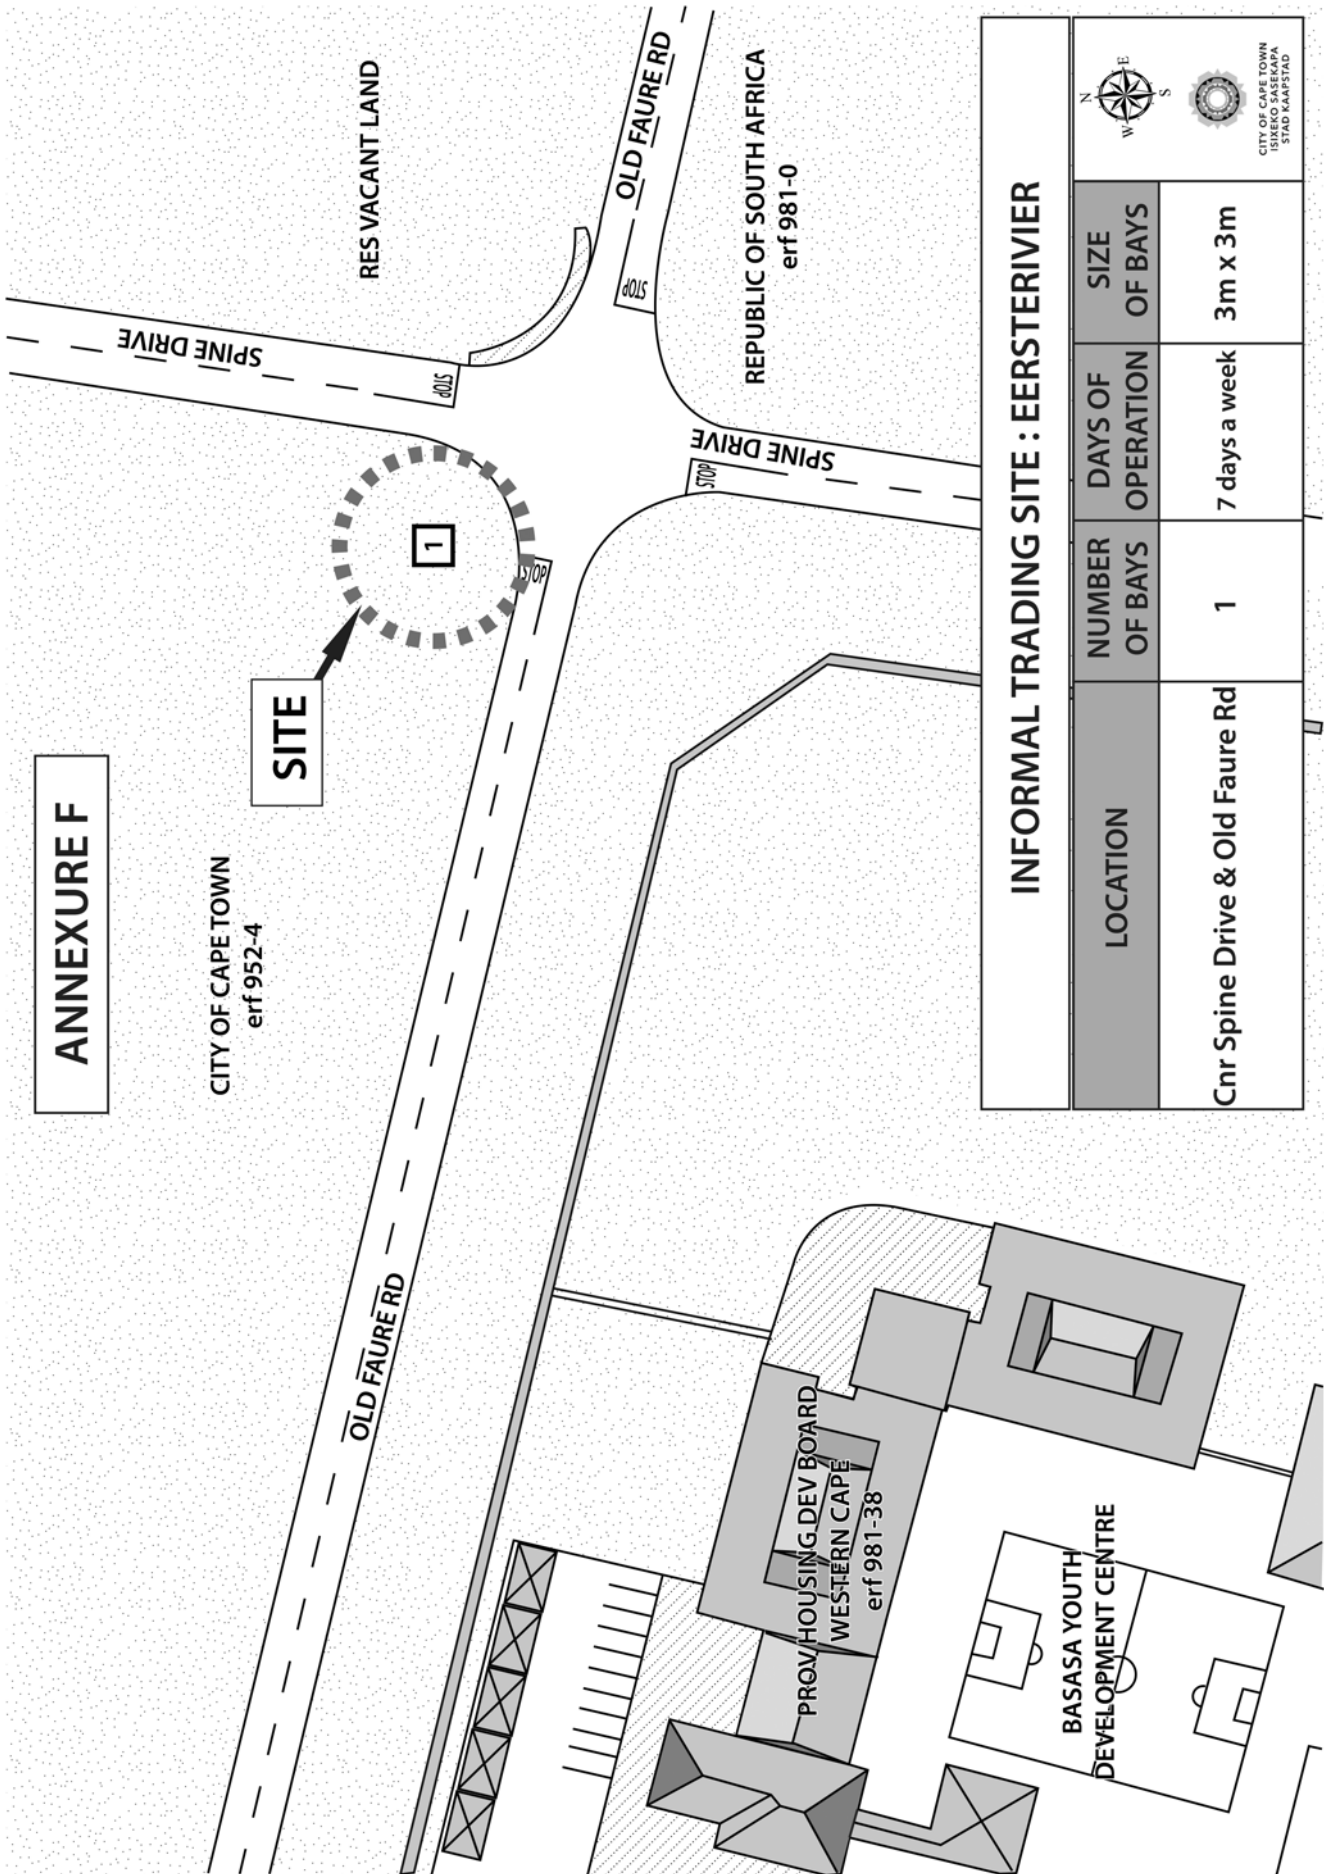 ANNEXURE F
CITY OF CAPE TOWN
erf 952-4
SITE
1
RES VACANT LAND
SPINE DRIVE
STOP
OLD FAURE RD
STOP
STOP
STOP
SPINE DRIVE
REPUBLIC OF SOUTH AFRICA
erf 981-0
OLD FAURE RD
PROV HOUSING DEV BOARD
WESTERN CAPE
erf 981-38
BASASA YOUTH
DEVELOPMENT CENTRE
INFORMAL TRADING SITE : EERSTERIVIER
LOCATION
NUMBER
OF BAYS
DAYS OF
OPERATION
SIZE
OF BAYS
Cnr Spine Drive & Old Faure Rd
1
7 days a week
3m x 3m
N
W
E
S
CITY OF CAPE TOWN
ISIXEKO SASEKAPA
STAD KAAPSTAD